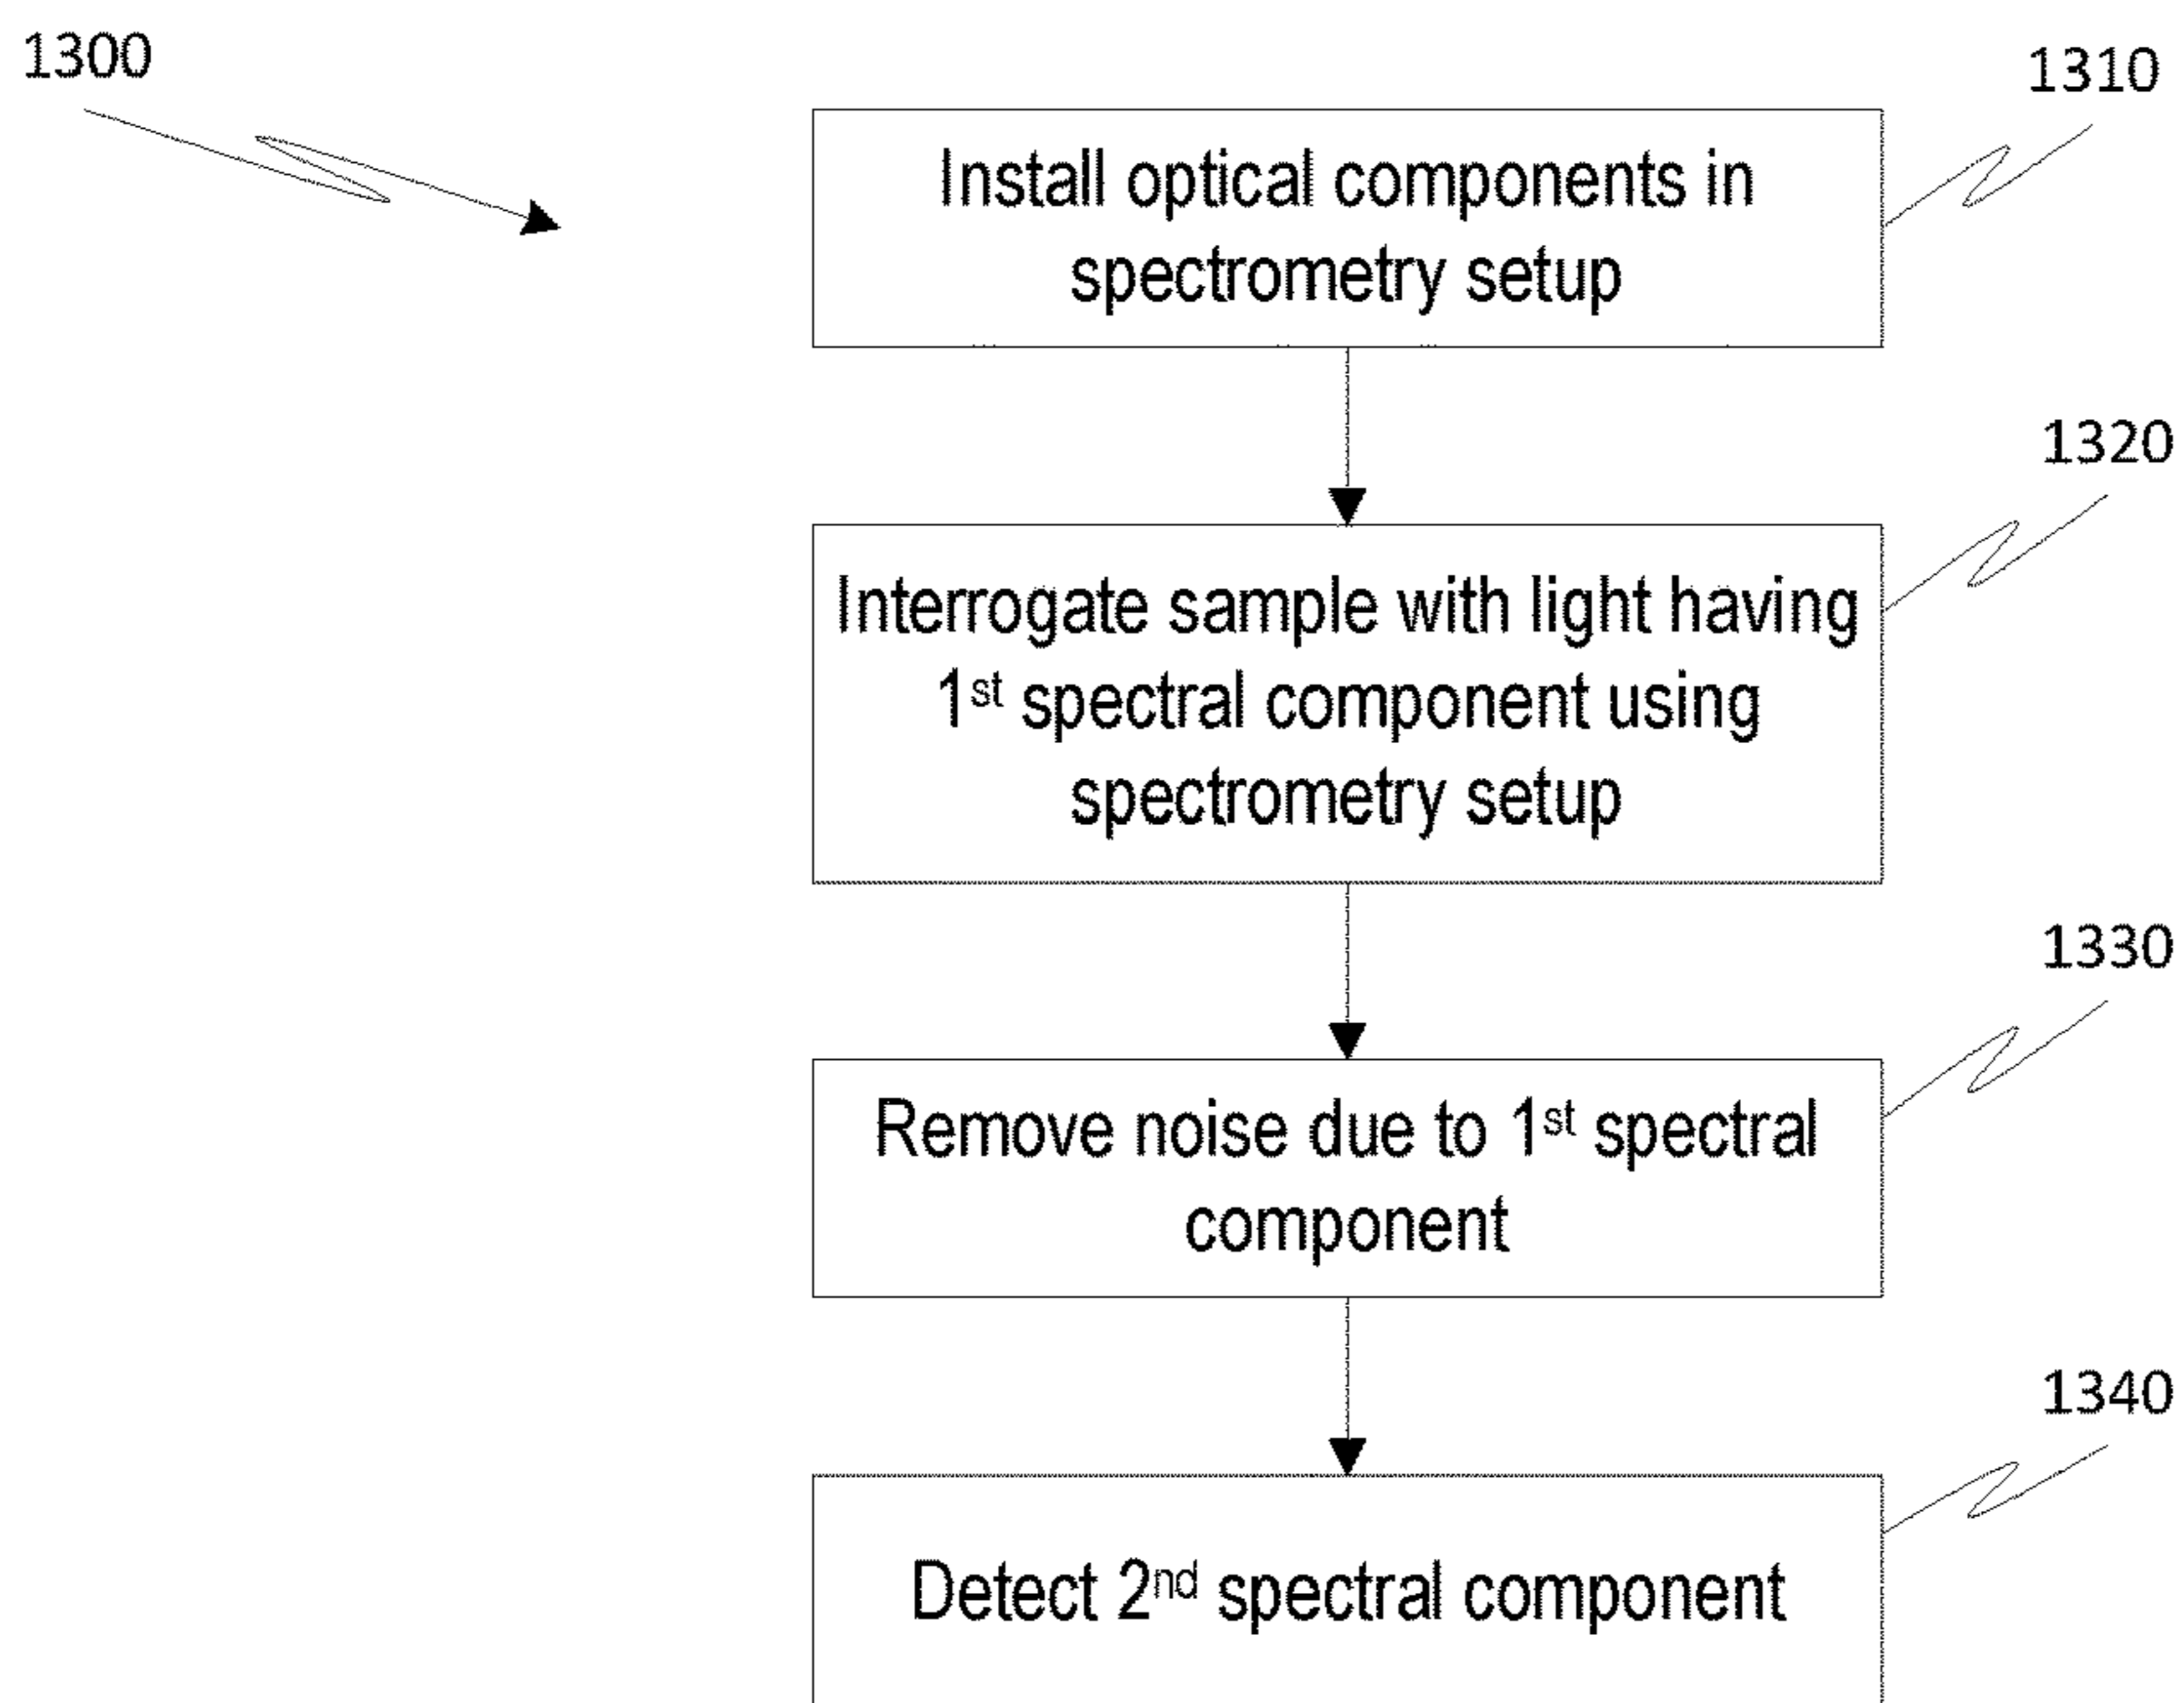 1300
1310
Install optical components in
spectrometry setup
1320
Interrogate sample with light having
1st spectral component using
spectrometry setup
1330
Remove noise due to 1st spectral
component
1340
Detect 2nd spectral component